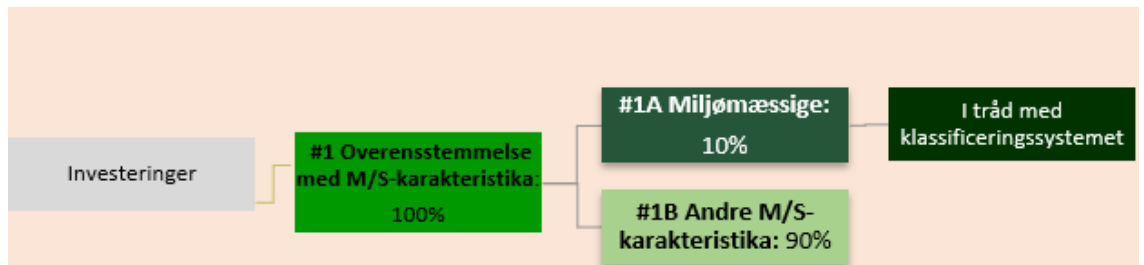 Investeringer
#1 Overensstemmelse
med M/S-karakteristika:
100%
#1A Miljømæssige:
10%
I tråd med
klassificeringssystemet
#1B Andre M/S-
karakteristika: 90%